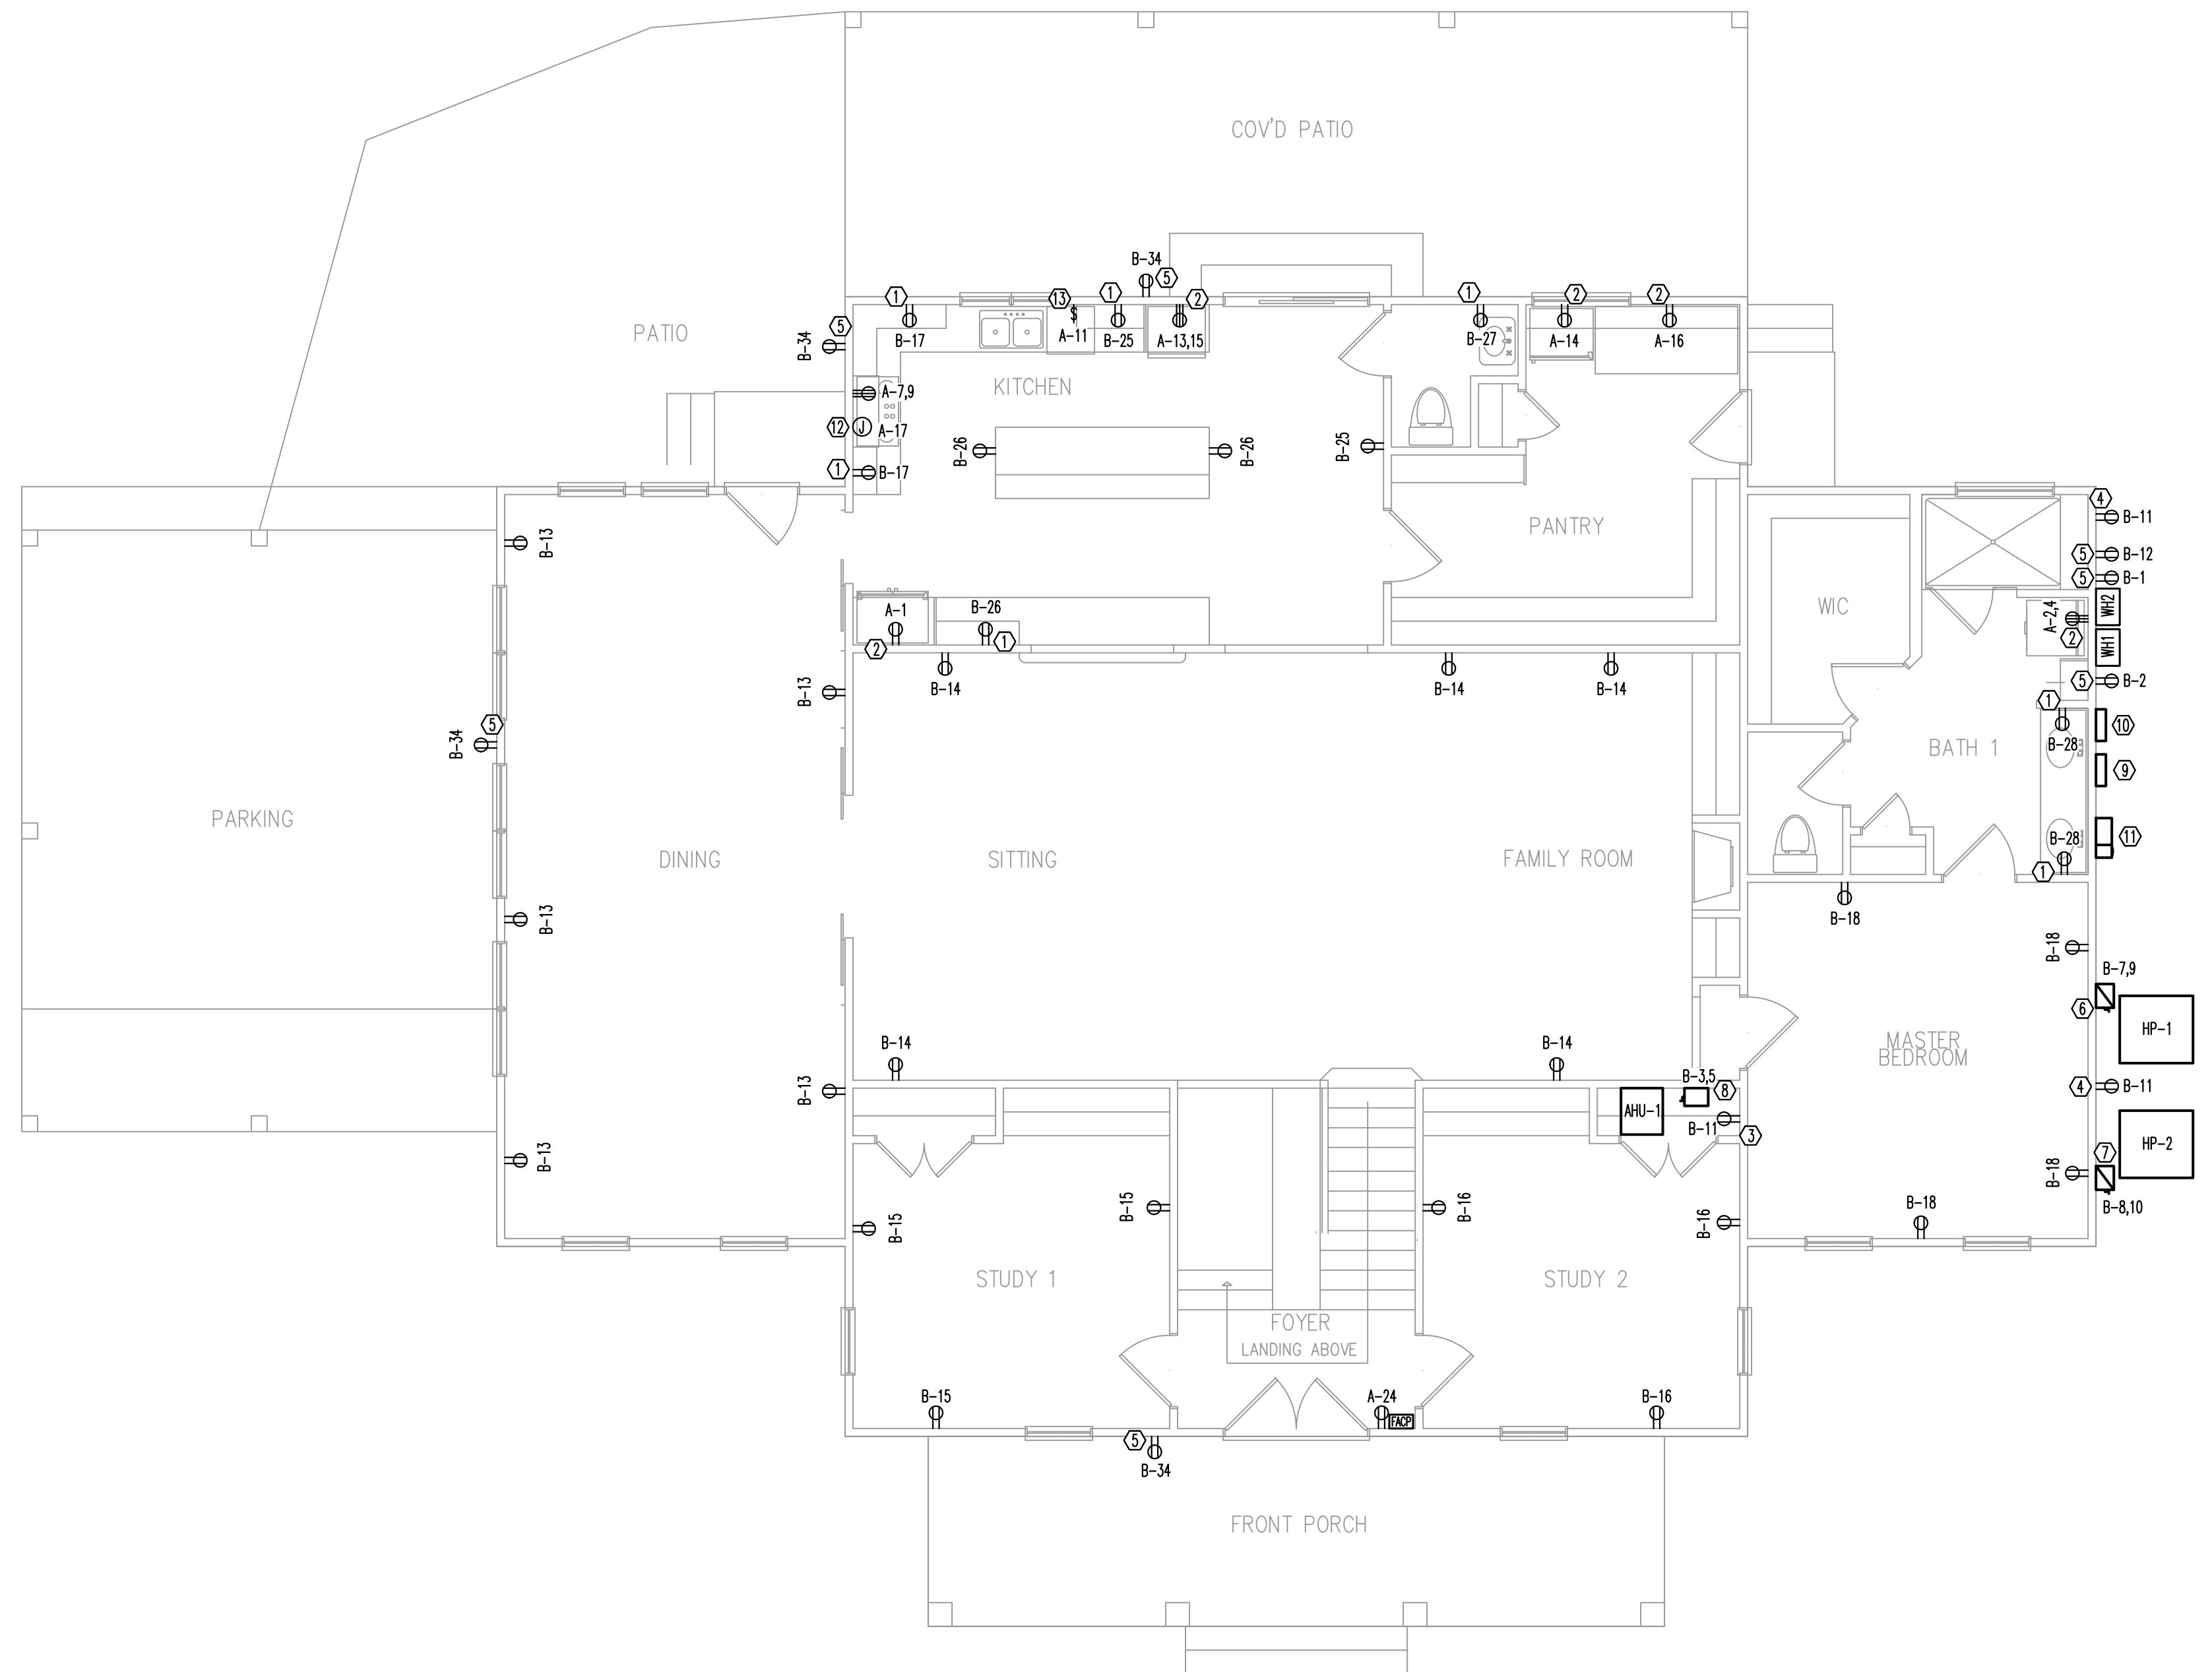 COV'D PATIO
B-34
5
1
13
1
2
1
2
2
5
$
PATIO
B-34
B-17
A-11
B-25
A-13,15
B-27
A-14
A-16
KITCHEN
A-7,9
12
J
A-17
B-26
B-26
B-25
1
B-17
PANTRY
4
B-11
5
B-12
5
B-1
B-13
WIC
A-2,4
WH2
2
WH1
A-1
B-26
2
1
B-14
B-14
B-14
5
B-2
B-13
1
5
B-34
B-28
10
BATH 1
9
PARKING
DINING
SITTING
FAMILY ROOM
B-28
11
1
B-13
B-18
B-18
B-7,9
6
HP-1
MASTER
BEDROOM
B-14
B-14
B-13
B-3,5
8
AHU-1
B-11
3
4
B-11
B-13
7
HP-2
B-18
B-8,10
B-15
B-15
B-16
B-16
B-18
STUDY 1
STUDY 2
FOYER
LANDING ABOVE
B-15
A-24
FACP
B-16
5
B-34
FRONT PORCH